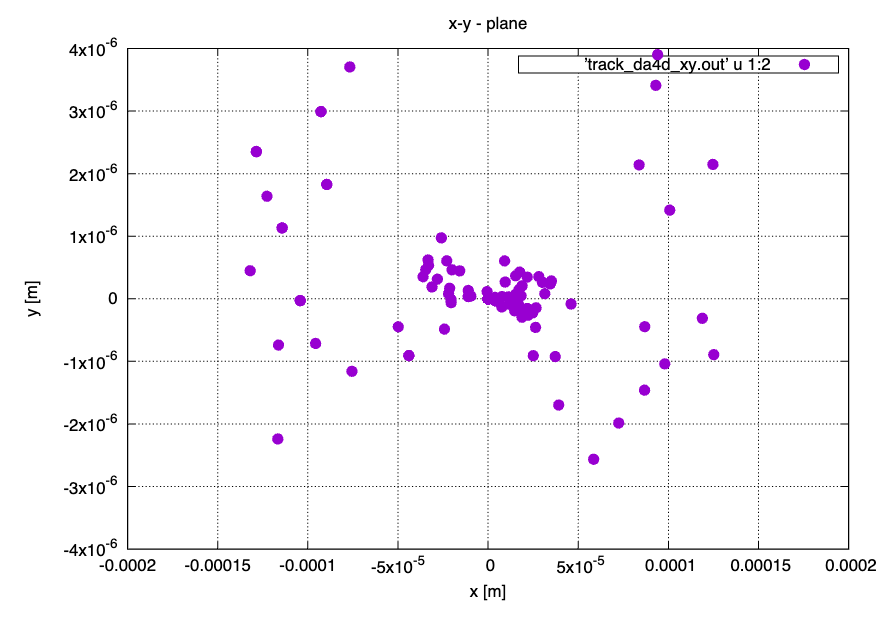 x-y - plane
'track_da4d_xy.out' u 1:2
4x10⁻⁶
3x10⁻⁶
2x10⁻⁶
1x10⁻⁶
0
-1x10⁻⁶
-2x10⁻⁶
-3x10⁻⁶
-4x10⁻⁶
y [m]
-0.0002 -0.00015 -0.0001 -5x10⁻⁵ 0 5x10⁻⁵ 0.0001 0.00015 0.0002
x [m]